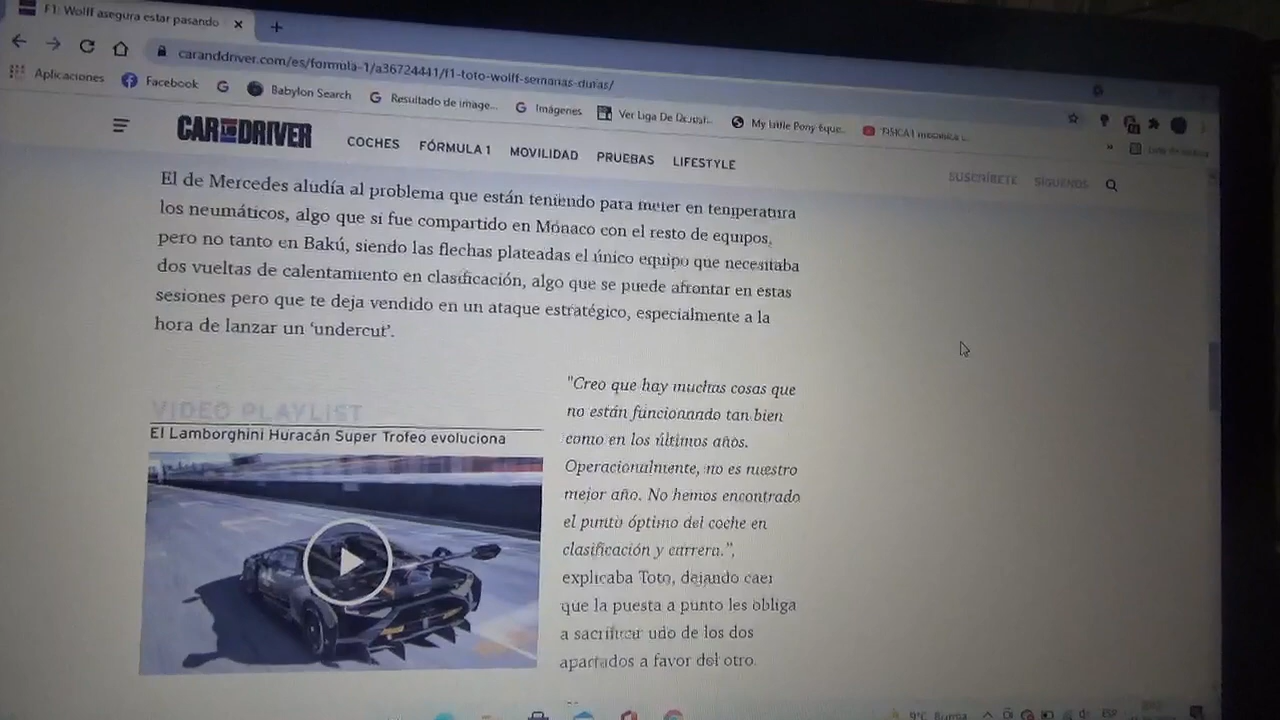 F1: Wolff asegura estar pasando
caranddriver.com/es/formula-1/a36724441/f1-toto-wolff-semanas-duras/
Aplicaciones Facebook Babylon Search Resultado de image... Imágenes Ver Liga De My little Pony Eque...
CAR AND DRIVER COCHES FÓRMULA 1 MOVILIDAD PRUEBAS LIFESTYLE SUSCRÍBETE SÍGUENOS
El de Mercedes aludía al problema que están teniendo para meter en temperatura
los neumáticos, algo que sí fue compartido en Mónaco con el resto de equipos,
pero no tanto en Bakú, siendo las flechas plateadas el único equipo que necesitaba
dos vueltas de calentamiento en clasificación, algo que se puede afrontar en estas
sesiones pero que te deja vendido en un ataque estratégico, especialmente a la
hora de lanzar un ‘undercut’.
VIDEO PLAYLIST
El Lamborghini Huracán Super Trofeo evoluciona
"Creo que hay muchas cosas que
no están funcionando tan bien
como en los últimos años.
Operacionalmente, no es nuestro
mejor año. No hemos encontrado
el punto óptimo del coche en
clasificación y carrera.",
explicaba Toto, dejando caer
que la puesta a punto les obliga
a sacrificar udo de los dos
apartados a favor del otro.
9°C